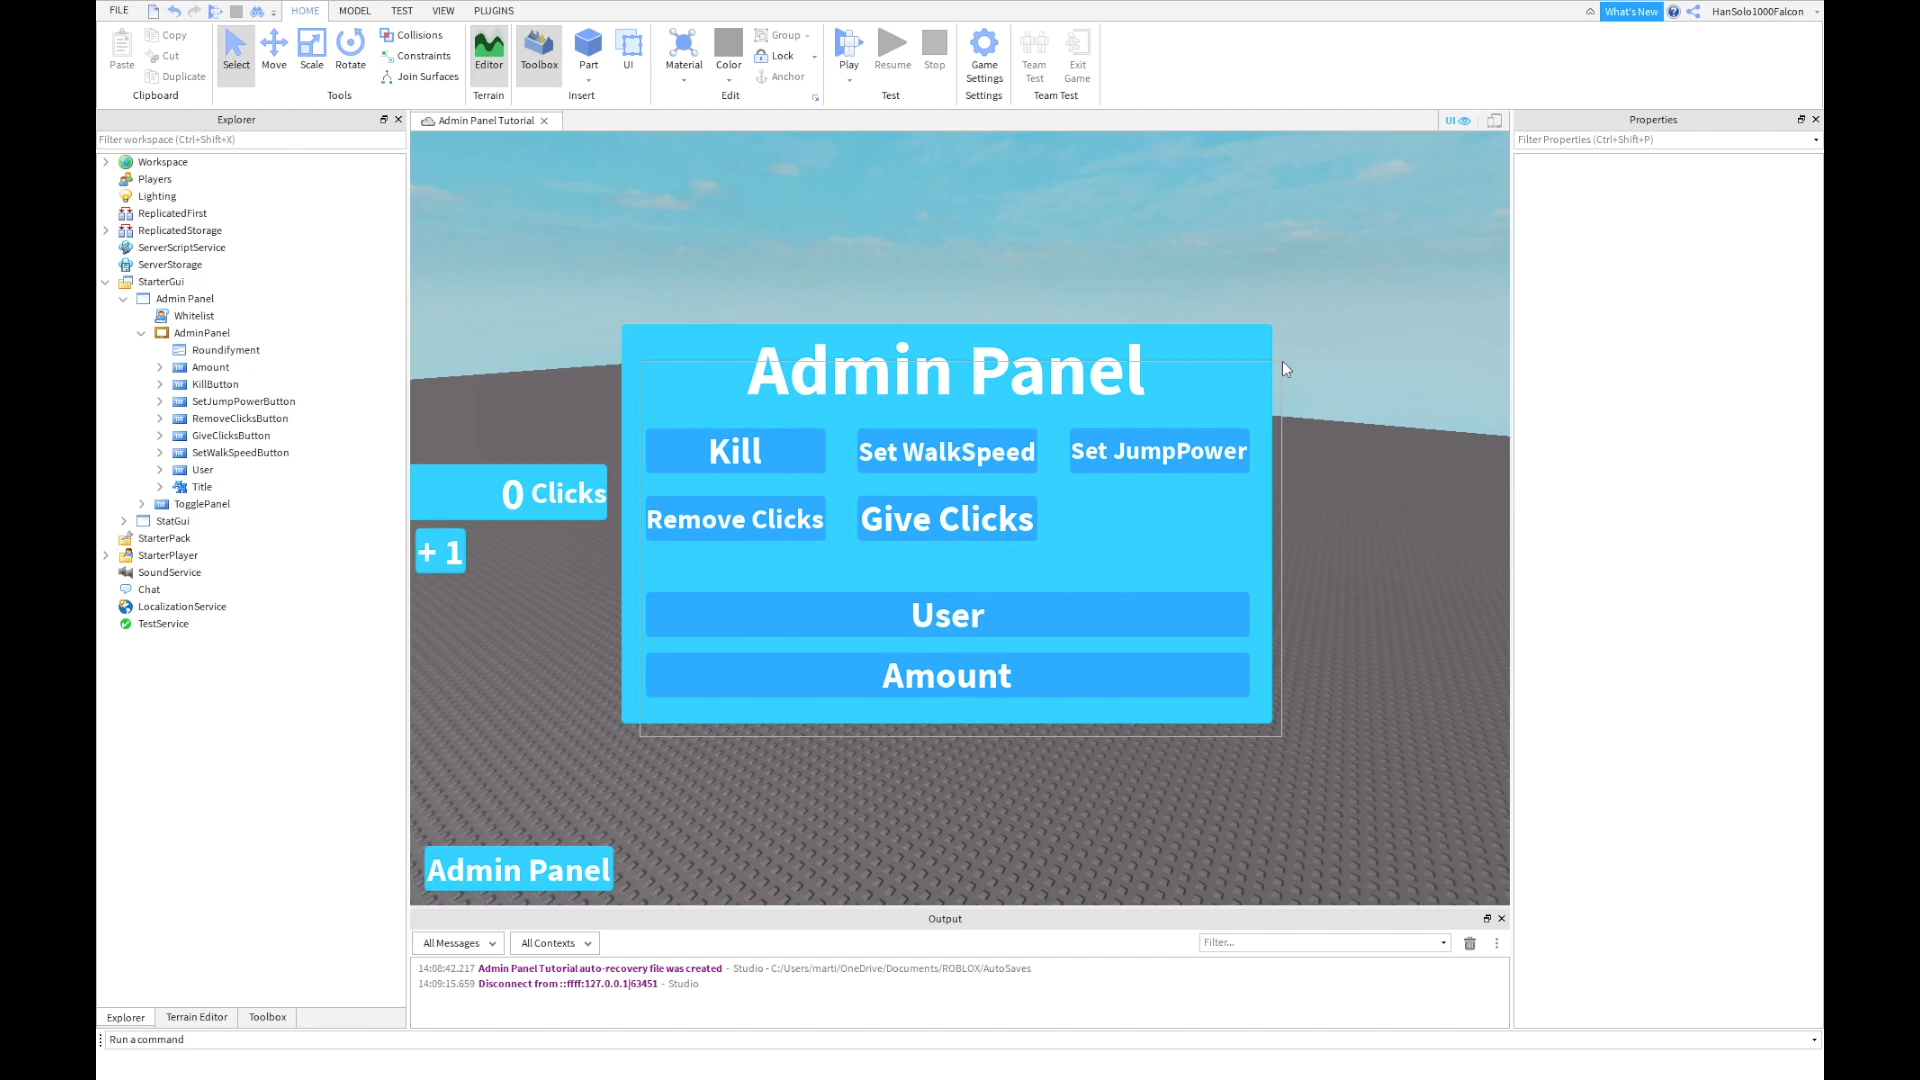 FILE
HOME
MODEL
TEST
VIEW
PLUGINS
What's New
HanSolo1000Falcon
Paste
Copy
Cut
Duplicate
Clipboard
Select
Move
Scale
Rotate
Collisions
Constraints
Join Surfaces
Tools
Editor
Terrain
Toolbox
Part
UI
Insert
Material
Color
Group
Lock
Anchor
Edit
Play
Resume
Stop
Test
Game Settings
Settings
Team Test
Exit Game
Team Test
Explorer
Filter workspace (Ctrl+Shift+X)
Workspace
Players
Lighting
ReplicatedFirst
ReplicatedStorage
ServerScriptService
ServerStorage
StarterGui
Admin Panel
Whitelist
AdminPanel
Roundifyment
Amount
KillButton
SetJumpPowerButton
RemoveClicksButton
GiveClicksButton
SetWalkSpeedButton
User
Title
TogglePanel
StatGui
StarterPack
StarterPlayer
SoundService
Chat
LocalizationService
TestService
Explorer
Terrain Editor
Toolbox
Admin Panel Tutorial
UI
Admin Panel
Kill
Set WalkSpeed
Set JumpPower
Remove Clicks
Give Clicks
User
Amount
0 Clicks
+ 1
Admin Panel
Properties
Filter Properties (Ctrl+Shift+P)
Output
All Messages
All Contexts
Filter...
14:08:42.217 Admin Panel Tutorial auto-recovery file was created - Studio - C:/Users/marti/OneDrive/Documents/ROBLOX/AutoSaves
14:09:15.659 Disconnect from ::ffff:127.0.0.1|63451 - Studio
Run a command